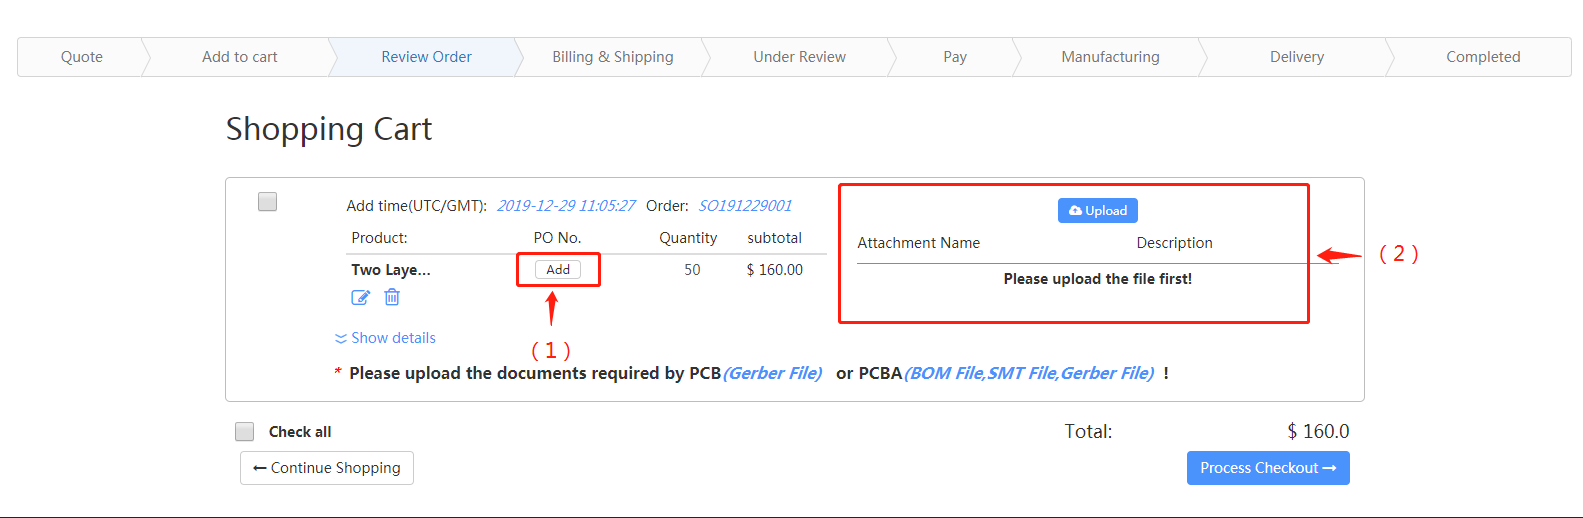 Quote Add to cart Review Order Billing & Shipping Under Review Pay Manufacturing Delivery Completed
Shopping Cart
Add time(UTC/GMT): 2019-12-29 11:05:27 Order: SO191229001
Product: PO No. Quantity subtotal
Two Laye... Add 50 $ 160.00
Show details
Upload
Attachment Name Description
Please upload the file first!
(1)
(2)
* Please upload the documents required by PCB(Gerber File) or PCBA(BOM File,SMT File,Gerber File) !
Check all
Total: $ 160.0
← Continue Shopping
Process Checkout →